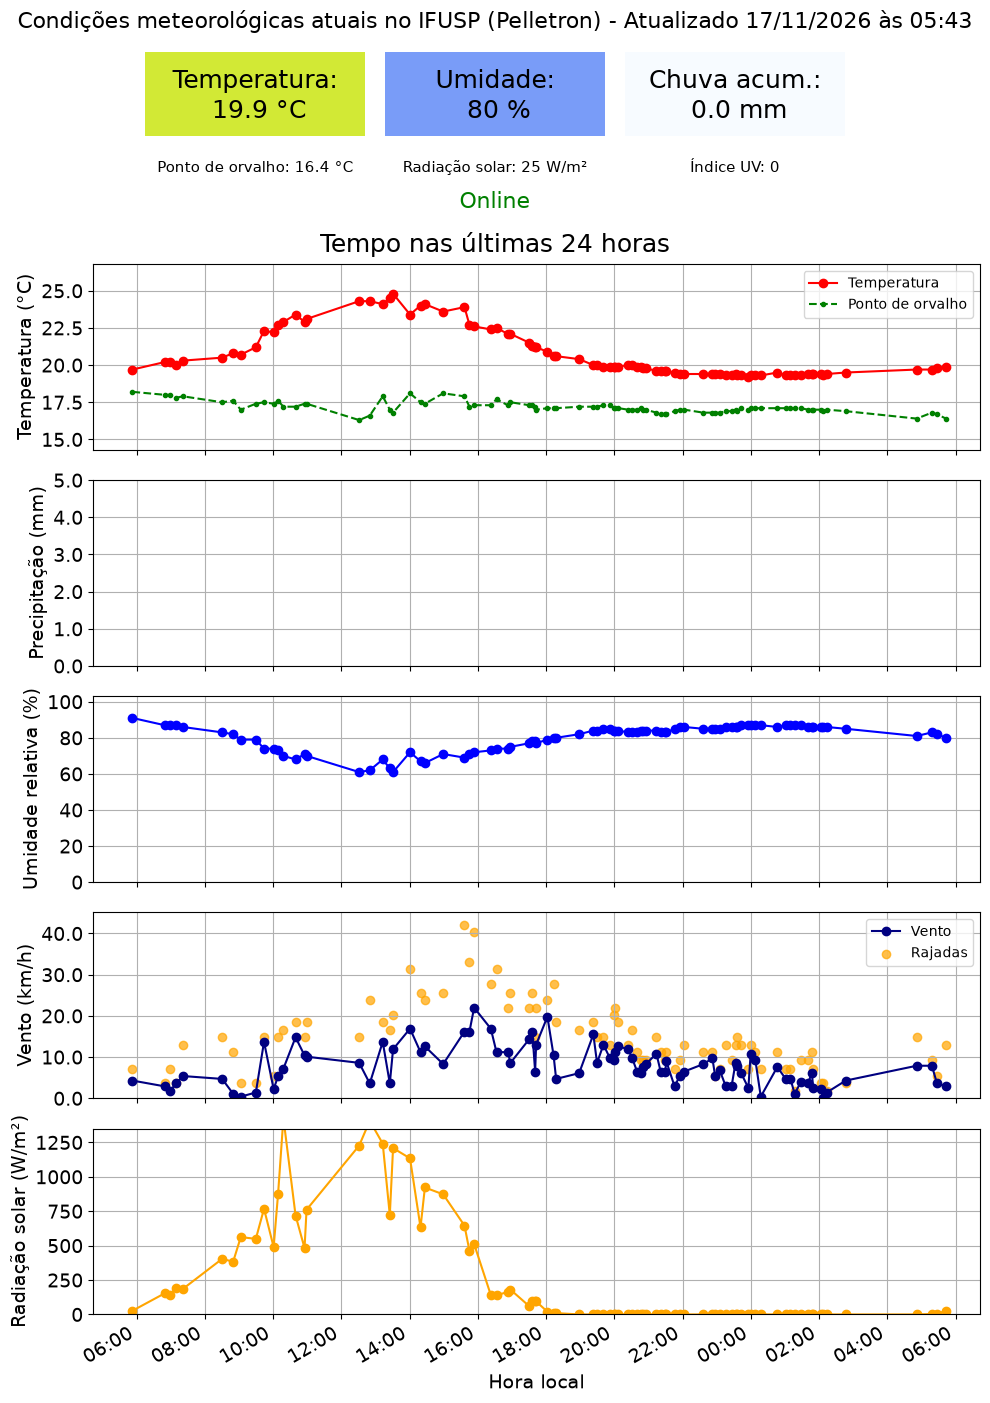 Condições meteorológicas atuais no IFUSP (Pelletron) - Atualizado 17/11/2026 às 05:43
Temperatura:
19.9 °C
Umidade:
80 %
Chuva acum.:
0.0 mm
Ponto de orvalho: 16.4 °C
Radiação solar: 25 W/m²
Índice UV: 0
Online
Tempo nas últimas 24 horas
Temperatura (°C)
25.0
22.5
20.0
17.5
15.0
Temperatura
Ponto de orvalho
Precipitação (mm)
5.0
4.0
3.0
2.0
1.0
0.0
Umidade relativa (%)
100
80
60
40
20
0
Vento (km/h)
40.0
30.0
20.0
10.0
0.0
Vento
Rajadas
Radiação solar (W/m²)
1250
1000
750
500
250
0
06:00
08:00
10:00
12:00
14:00
16:00
18:00
20:00
22:00
00:00
02:00
04:00
06:00
Hora local